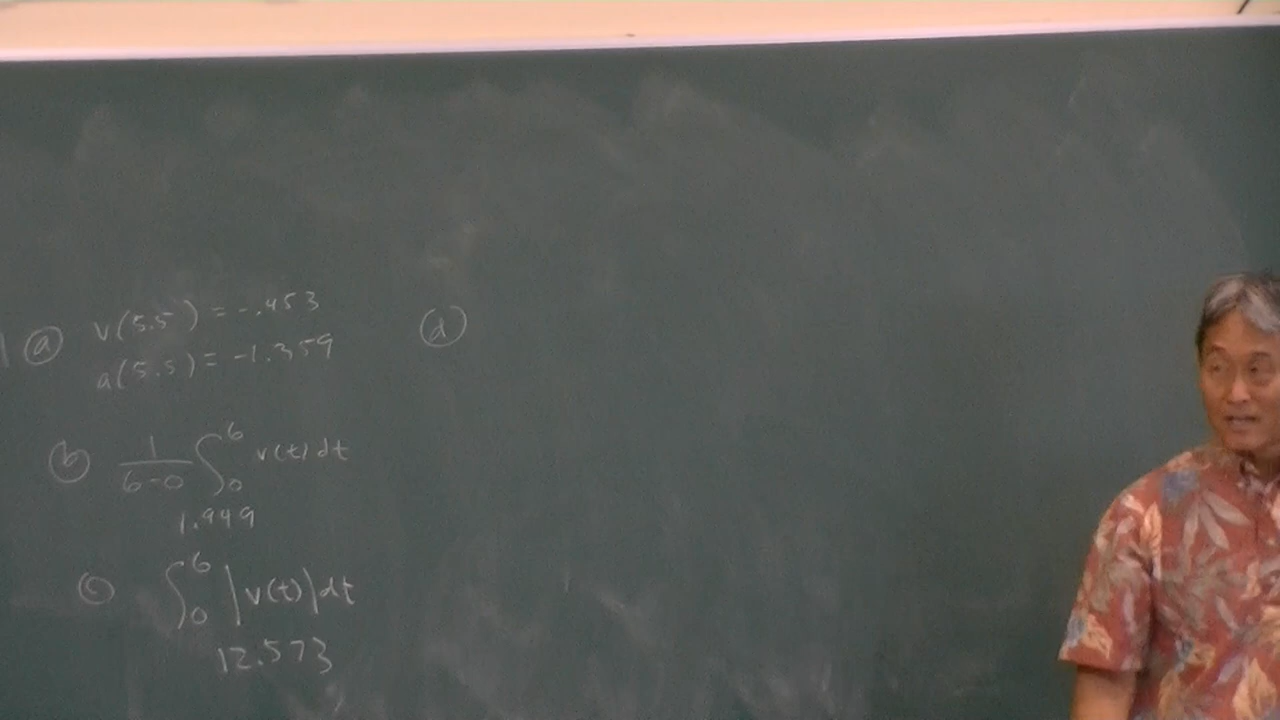 1 (a) v(5.5) = -.453
a(5.5) = -1.359
(b) 1/(6-0) ∫₀⁶ v(t) dt
1.949
(c) ∫₀⁶ |v(t)| dt
12.573
(d)